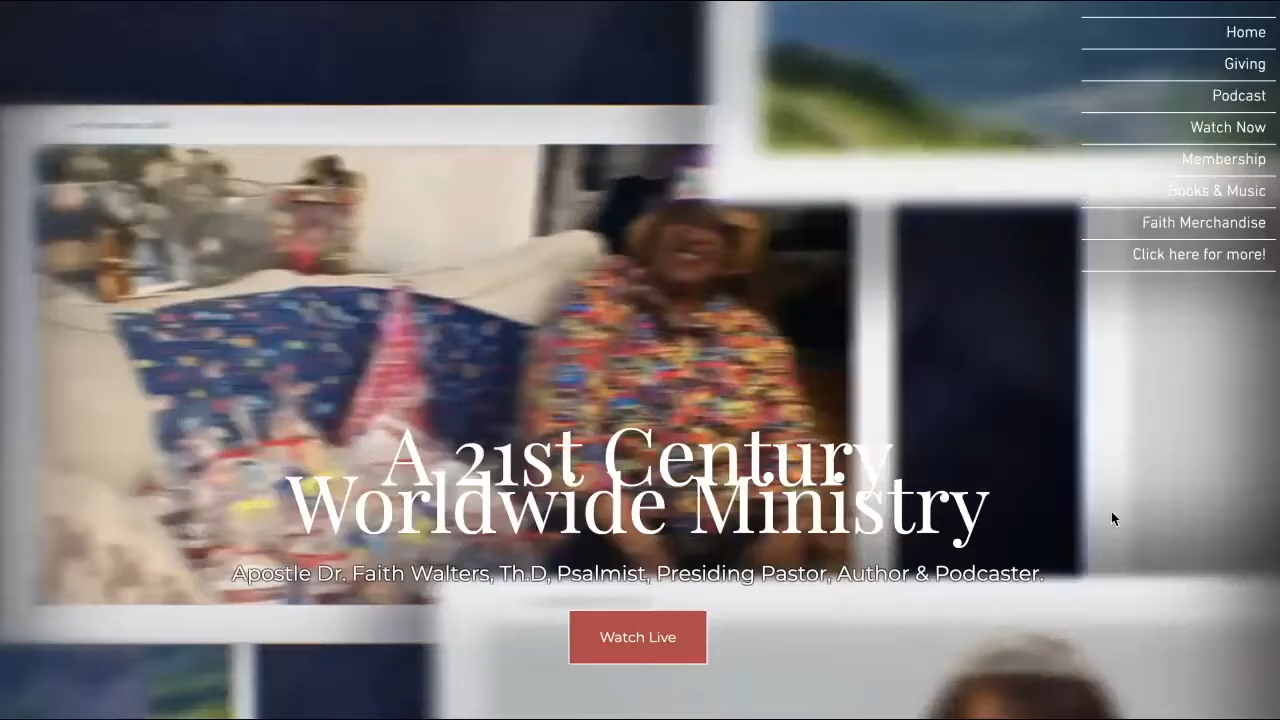 Home
Giving
Podcast
Watch Now
Membership
Books & Music
Faith Merchandise
Click here for more!
A 21st Century
Worldwide Ministry
Apostle Dr. Faith Walters, Th.D, Psalmist, Presiding Pastor, Author & Podcaster.
Watch Live